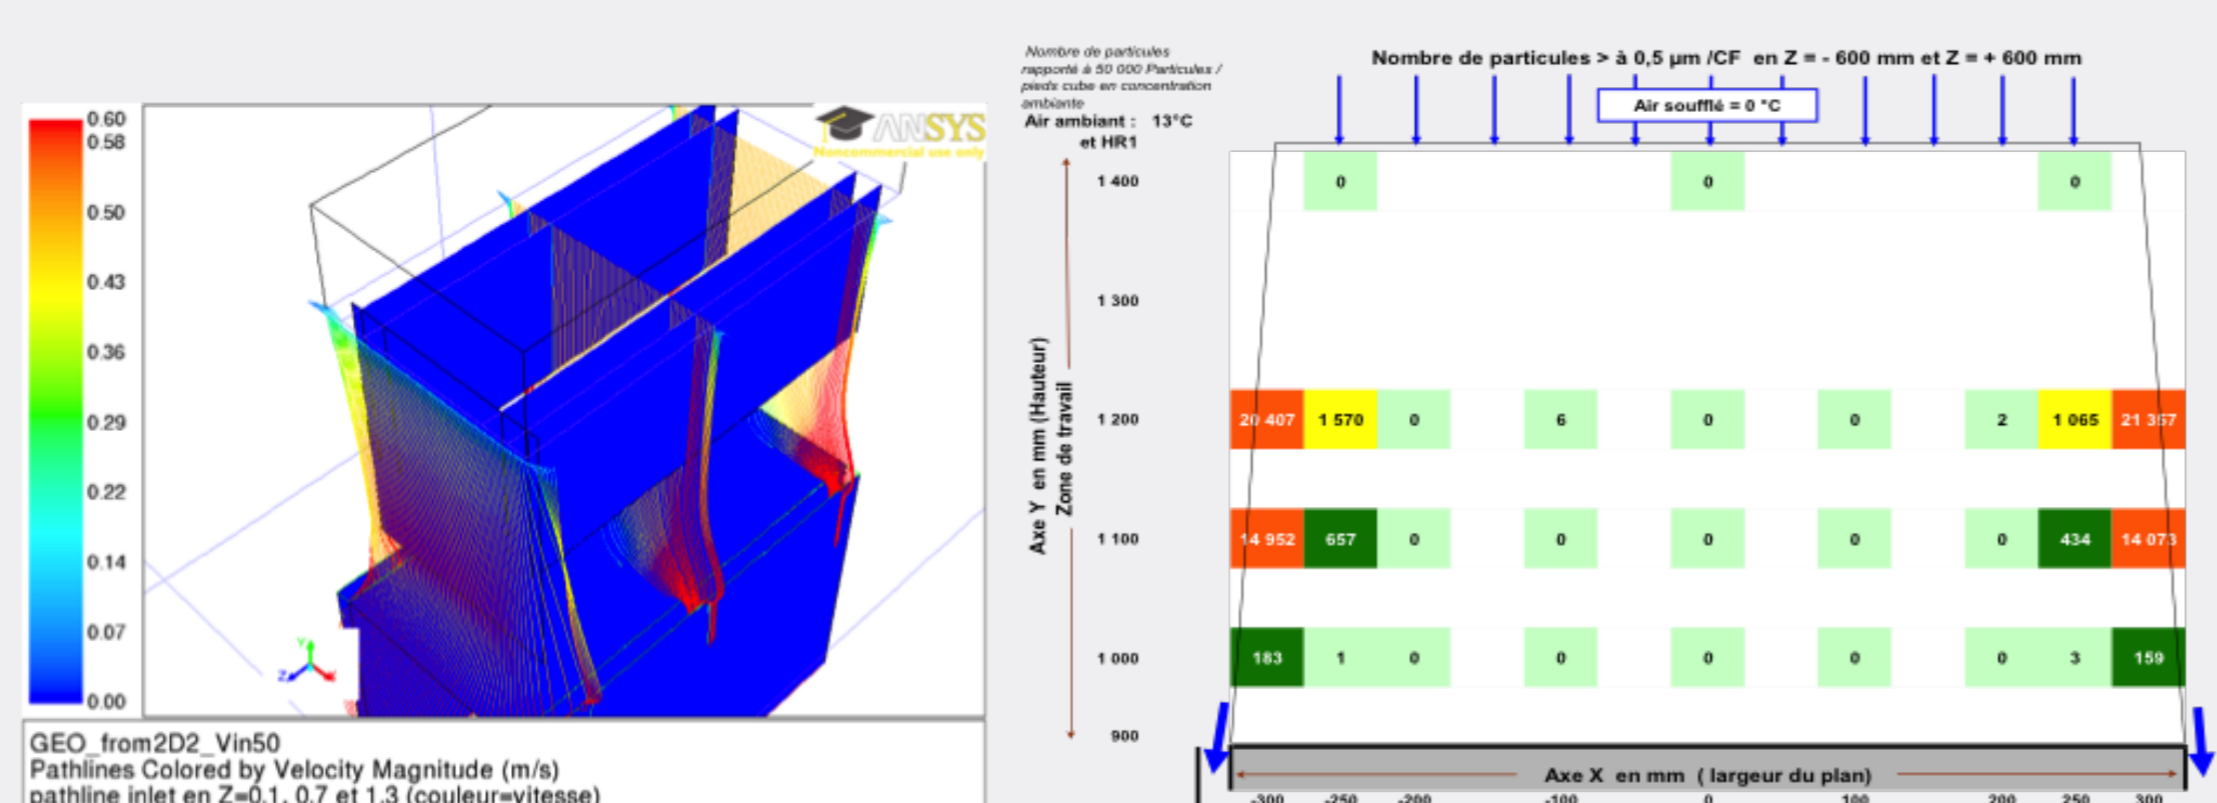 0.60
0.58
0.50
0.43
0.36
0.29
0.22
0.14
0.07
0.00
ANSYS
Noncommercial use only
Y
Z
X
GEO_from2D2_Vin50
Pathlines Colored by Velocity Magnitude (m/s)
pathline inlet en Z=0.1, 0.7 et 1.3 (couleur=vitesse)
Nombre de particules
rapporté à 50 000 Particules /
pieds cube en concentration
ambiante
Air ambiant : 13°C
et HR1
Nombre de particules > à 0,5 µm /CF en Z = - 600 mm et Z = + 600 mm
Air soufflé = 0 °C
Axe Y en mm (Hauteur)
Zone de travail
1 400 0 0 0
1 300
1 200 20 407 1 570 0 6 0 0 2 1 065 21 357
1 100 14 952 657 0 0 0 0 0 434 14 073
1 000 183 1 0 0 0 0 0 3 159
900
Axe X en mm ( largeur du plan)
-300 -250 -200 -100 0 100 200 250 300